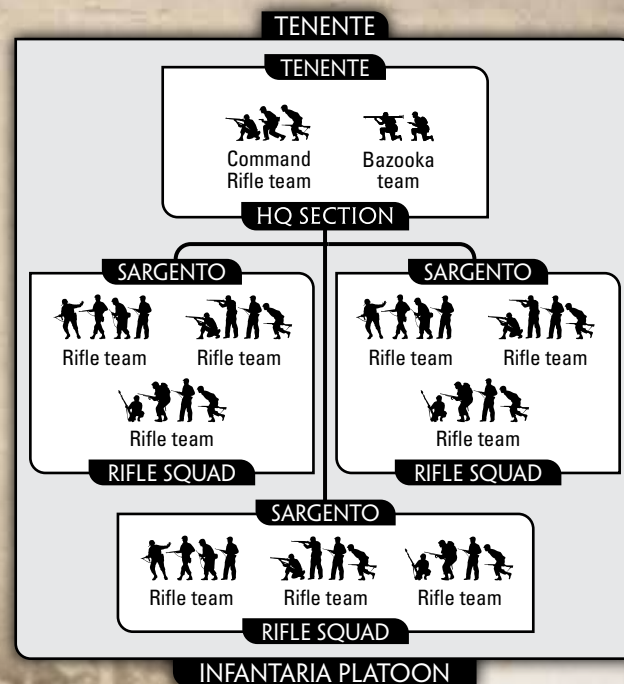 TENENTE
TENENTE
Command
Rifle team
Bazooka
team
HQ SECTION
SARGENTO
Rifle team
Rifle team
Rifle team
RIFLE SQUAD
SARGENTO
Rifle team
Rifle team
Rifle team
RIFLE SQUAD
SARGENTO
Rifle team
Rifle team
Rifle team
RIFLE SQUAD
INFANTARIA PLATOON